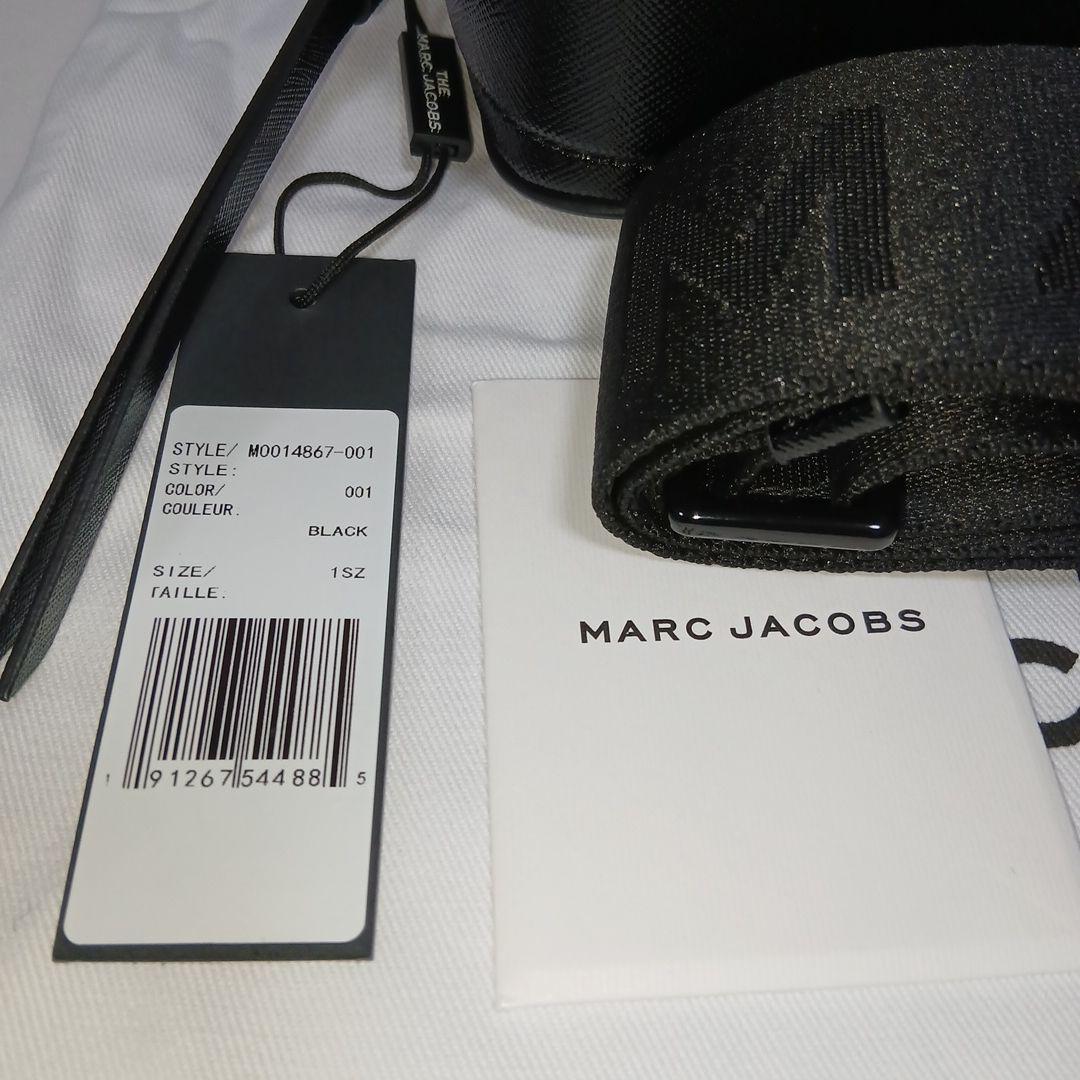 THE
MARC JACOBS
STYLE/ M0014867-001
STYLE:
COLOR/ 001
COULEUR.
BLACK
SIZE/ 1SZ
TAILLE.
1 91267 54488 5
MARC JACOBS
C
MA